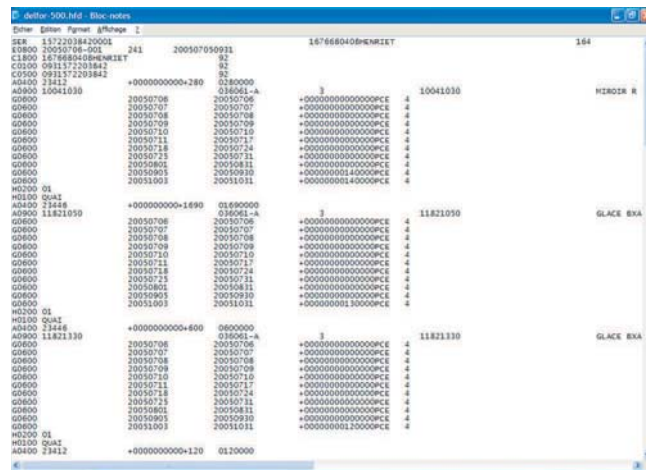 delfor-500.hfd - Bloc-notes
Fichier Edition Format Affichage ?
SER 15722038420001 1676680408HENRIET 164
E0800 20050706-001 241 200507050931
C1800 1676680408HENRIET 92
C0100 0931572203842 92
C0500 0931572203842 92
A0400 23412 +0000000000+280 0280000
A0900 10041030 036061-A 3 10041030 MIROIR R
G0600 20050706 20050706 +00000000000000PCE 4
G0600 20050707 20050707 +00000000000000PCE 4
G0600 20050708 20050708 +00000000000000PCE 4
G0600 20050709 20050709 +00000000000000PCE 4
G0600 20050710 20050710 +00000000000000PCE 4
G0600 20050711 20050717 +00000000000000PCE 4
G0600 20050718 20050724 +00000000000000PCE 4
G0600 20050725 20050731 +00000000000000PCE 4
G0600 20050801 20050831 +00000000000000PCE 4
G0600 20050905 20050930 +00000000140000PCE 4
G0600 20051003 20051031 +00000000140000PCE 4
H0200 01
H0100 QUAI
A0400 23446 +0000000000+1690 01690000
A0900 11821050 036061-A 3 11821050 GLACE BXA
G0600 20050706 20050706 +00000000000000PCE 4
G0600 20050707 20050707 +00000000000000PCE 4
G0600 20050708 20050708 +00000000000000PCE 4
G0600 20050709 20050709 +00000000000000PCE 4
G0600 20050710 20050710 +00000000000000PCE 4
G0600 20050711 20050717 +00000000000000PCE 4
G0600 20050718 20050724 +00000000000000PCE 4
G0600 20050725 20050731 +00000000000000PCE 4
G0600 20050801 20050831 +00000000000000PCE 4
G0600 20050905 20050930 +00000000000000PCE 4
G0600 20051003 20051031 +00000000130000PCE 4
H0200 01
H0100 QUAI
A0400 23446 +0000000000+600 0600000
A0900 11821330 036061-A 3 11821330 GLACE BXA
G0600 20050706 20050706 +00000000000000PCE 4
G0600 20050707 20050707 +00000000000000PCE 4
G0600 20050708 20050708 +00000000000000PCE 4
G0600 20050709 20050709 +00000000000000PCE 4
G0600 20050710 20050710 +00000000000000PCE 4
G0600 20050711 20050717 +00000000000000PCE 4
G0600 20050718 20050724 +00000000000000PCE 4
G0600 20050725 20050731 +00000000000000PCE 4
G0600 20050801 20050831 +00000000000000PCE 4
G0600 20050905 20050930 +00000000000000PCE 4
G0600 20051003 20051031 +00000000120000PCE 4
H0200 01
H0100 QUAI
A0400 23412 +0000000000+120 0120000